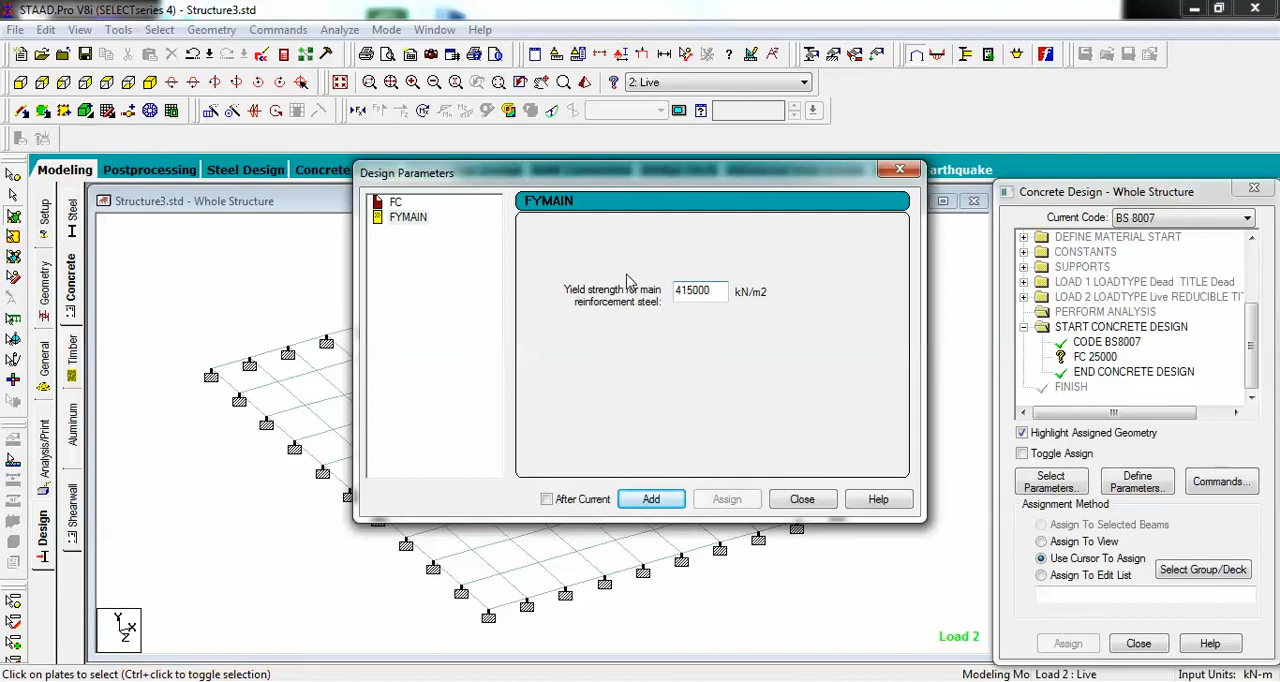 STAAD.Pro V8i (SELECTseries 4) - Structure3.std
File Edit View Tools Select Geometry Commands Analyze Mode Window Help
2: Live
Modeling Postprocessing Steel Design Concrete
arthquake
Structure3.std - Whole Structure
Setup
Geometry
General
Analysis/Print
Design
Steel
Concrete
Timber
Aluminum
Shearwall
Design Parameters
FC
FYMAIN
FYMAIN
Yield strength for main
reinforcement steel:
415000
kN/m2
After Current
Add
Assign
Close
Help
Y
X
Z
Load 2
Concrete Design - Whole Structure
Current Code: BS 8007
DEFINE MATERIAL START
CONSTANTS
SUPPORTS
LOAD 1 LOADTYPE Dead TITLE Dead
LOAD 2 LOADTYPE Live REDUCIBLE TI
PERFORM ANALYSIS
START CONCRETE DESIGN
CODE BS8007
FC 25000
END CONCRETE DESIGN
FINISH
Highlight Assigned Geometry
Toggle Assign
Select
Parameters..
Define
Parameters..
Commands...
Assignment Method
Assign To Selected Beams
Assign To View
Use Cursor To Assign
Select Group/Deck
Assign To Edit List
Assign
Close
Help
Click on plates to select (Ctrl+click to toggle selection)
Modeling Mo Load 2 : Live Input Units: kN-m